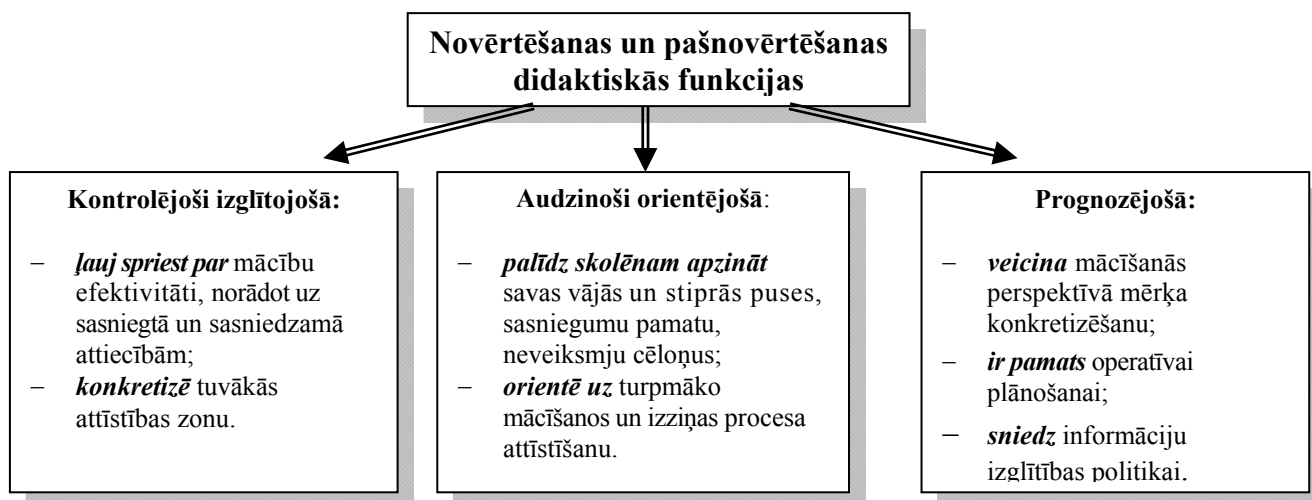 Novērtēšanas un pašnovērtēšanas
didaktiskās funkcijas
Kontrolējoši izglītojošā:
– ļauj spriest par mācību
efektivitāti, norādot uz
sasniegtā un sasniedzamā
attiecībām;
– konkretizē tuvākās
attīstības zonu.
Audzinoši orientējošā:
– palīdz skolēnam apzināt
savas vājās un stiprās puses,
sasniegumu pamatu,
neveiksmju cēloņus;
– orientē uz turpmāko
mācīšanos un izziņas procesa
attīstīšanu.
Prognozējošā:
– veicina mācīšanās
perspektīvā mērķa
konkretizēšanu;
– ir pamats operatīvai
plānošanai;
– sniedz informāciju
izglītības politikai.